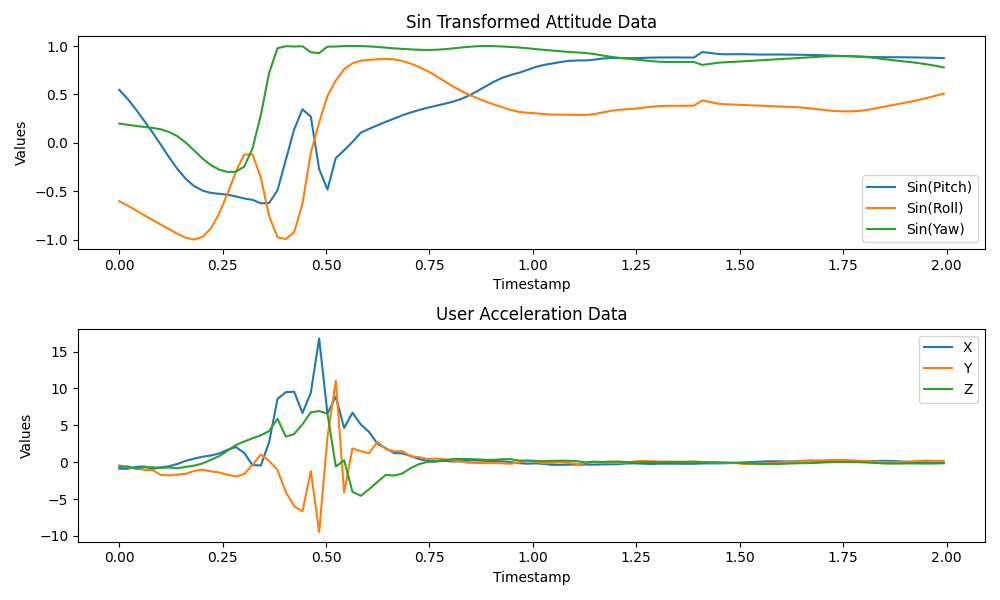 Sin Transformed Attitude Data
Values
1.0
0.5
0.0
−0.5
−1.0
Sin(Pitch)
Sin(Roll)
Sin(Yaw)
0.00 0.25 0.50 0.75 1.00 1.25 1.50 1.75 2.00
Timestamp
User Acceleration Data
Values
15
10
5
0
−5
−10
X
Y
Z
0.00 0.25 0.50 0.75 1.00 1.25 1.50 1.75 2.00
Timestamp